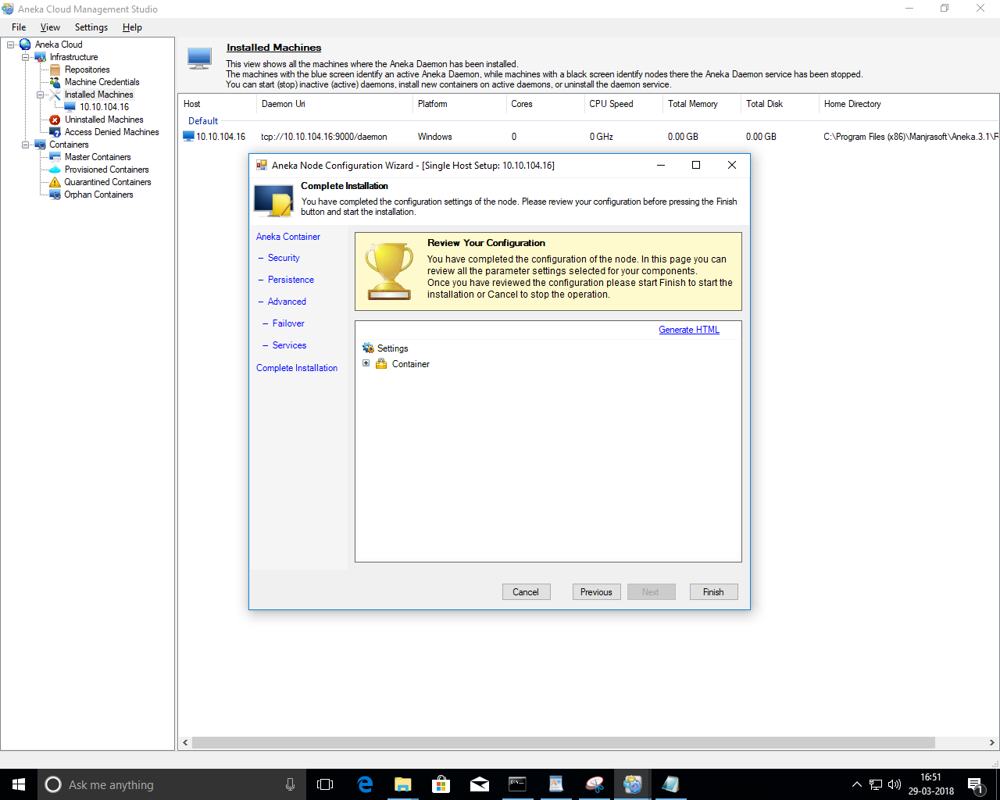 Aneka Cloud Management Studio
File View Settings Help
Aneka Cloud
Infrastructure
Repositories
Machine Credentials
Installed Machines
10.10.104.16
Uninstalled Machines
Access Denied Machines
Containers
Master Containers
Provisioned Containers
Quarantined Containers
Orphan Containers
Installed Machines
This view shows all the machines where the Aneka Daemon has been installed.
The machines with the blue screen identify an active Aneka Daemon, while machines with a black screen identify nodes there the Aneka Daemon service has been stopped.
You can start (stop) inactive (active) daemons, install new containers on active daemons, or uninstall the daemon service.
Host Daemon Uri Platform Cores CPU Speed Total Memory Total Disk Home Directory
Default
10.10.104.16 tcp://10.10.104.16:9000/daemon Windows 0 0 GHz 0.00 GB 0.00 GB C:\Program Files (x86)\Manjrasoft\Aneka.3.1\R
Aneka Node Configuration Wizard - [Single Host Setup: 10.10.104.16]
Complete Installation
You have completed the configuration settings of the node. Please review your configuration before pressing the Finish
button and start the installation.
Aneka Container
– Security
– Persistence
– Advanced
– Failover
– Services
Complete Installation
Review Your Configuration
You have completed the configuration of the node. In this page you can
review all the parameter settings selected for your components.
Once you have reviewed the configuration please start Finish to start the
installation or Cancel to stop the operation.
Generate HTML
Settings
Container
Cancel Previous Next Finish
Ask me anything
16:51
29-03-2018
1